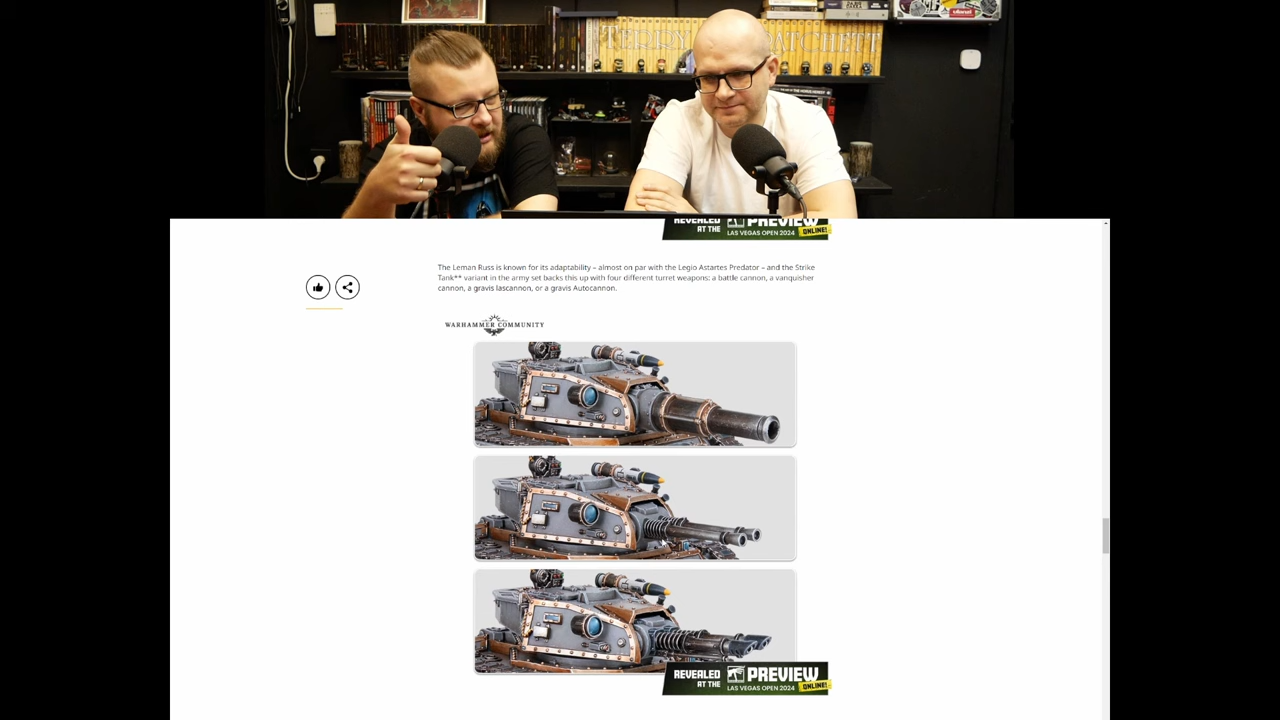 TERRY PRATCHETT
REVEALED
AT THE
PREVIEW
LAS VEGAS OPEN 2024
ONLINE!
The Leman Russ is known for its adaptability – almost on par with the Legio Astartes Predator – and the Strike
Tank** variant in the army set backs this up with four different turret weapons: a battle cannon, a vanquisher
cannon, a gravis lascannon, or a gravis Autocannon.
WARHAMMER COMMUNITY
REVEALED
AT THE
PREVIEW
LAS VEGAS OPEN 2024
ONLINE!